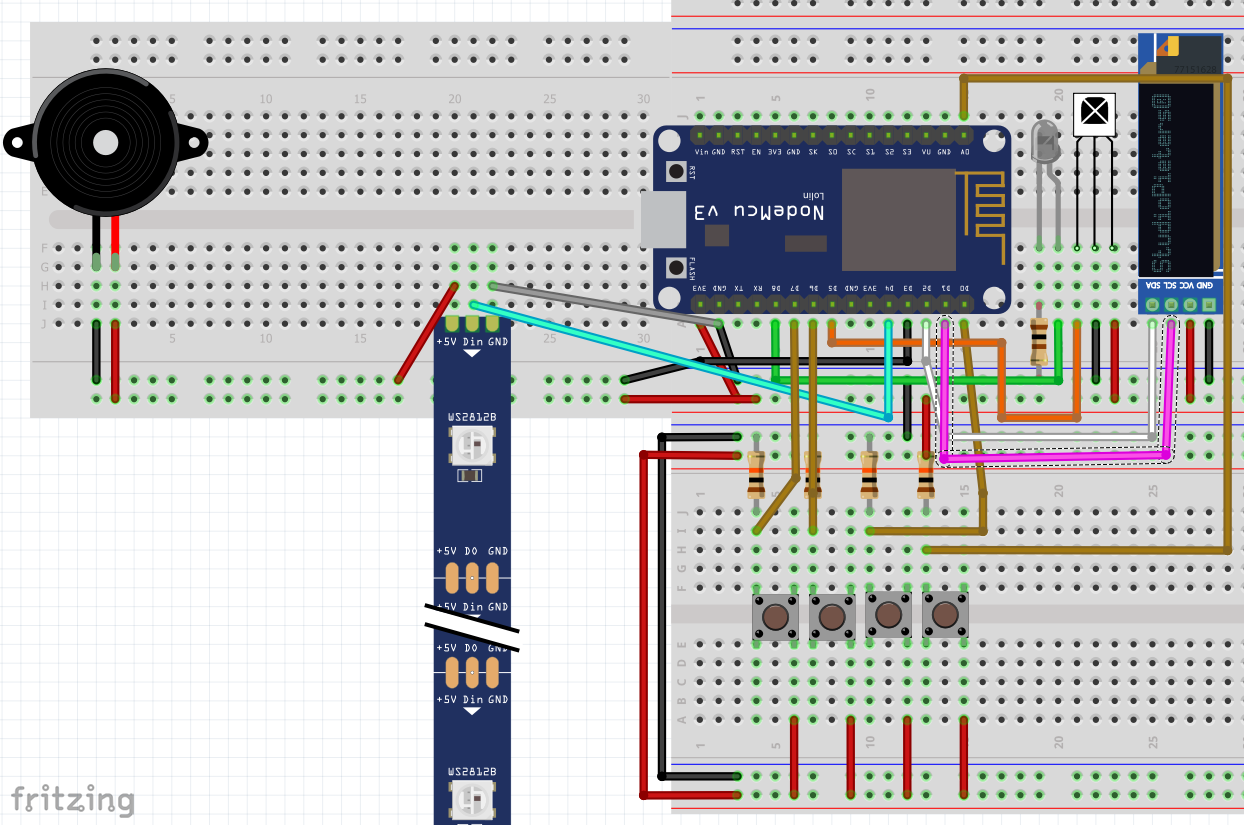 5
10
15
20
25
30
5
10
15
20
25
30
F
G
H
I
J
1
5
10
20
J
Vin GND RST EN 3V3 GND SK SO SC S1 S2 S3 VU GND A0
RST
NodeMcu v3
Lolin
FLASH
3V3 GND TX RX D8 D7 D6 D5 GND 3V3 D4 D3 D2 D1 D0
A
Studiopieters®
GND VCC SCL SDA
+5V Din GND
WS2812B
+5V DO GND
+5V Din GND
+5V DO GND
+5V Din GND
WS2812B
1
5
15
20
25
J
I
H
G
F
E
D
C
B
A
1
5
10
15
20
25
fritzing